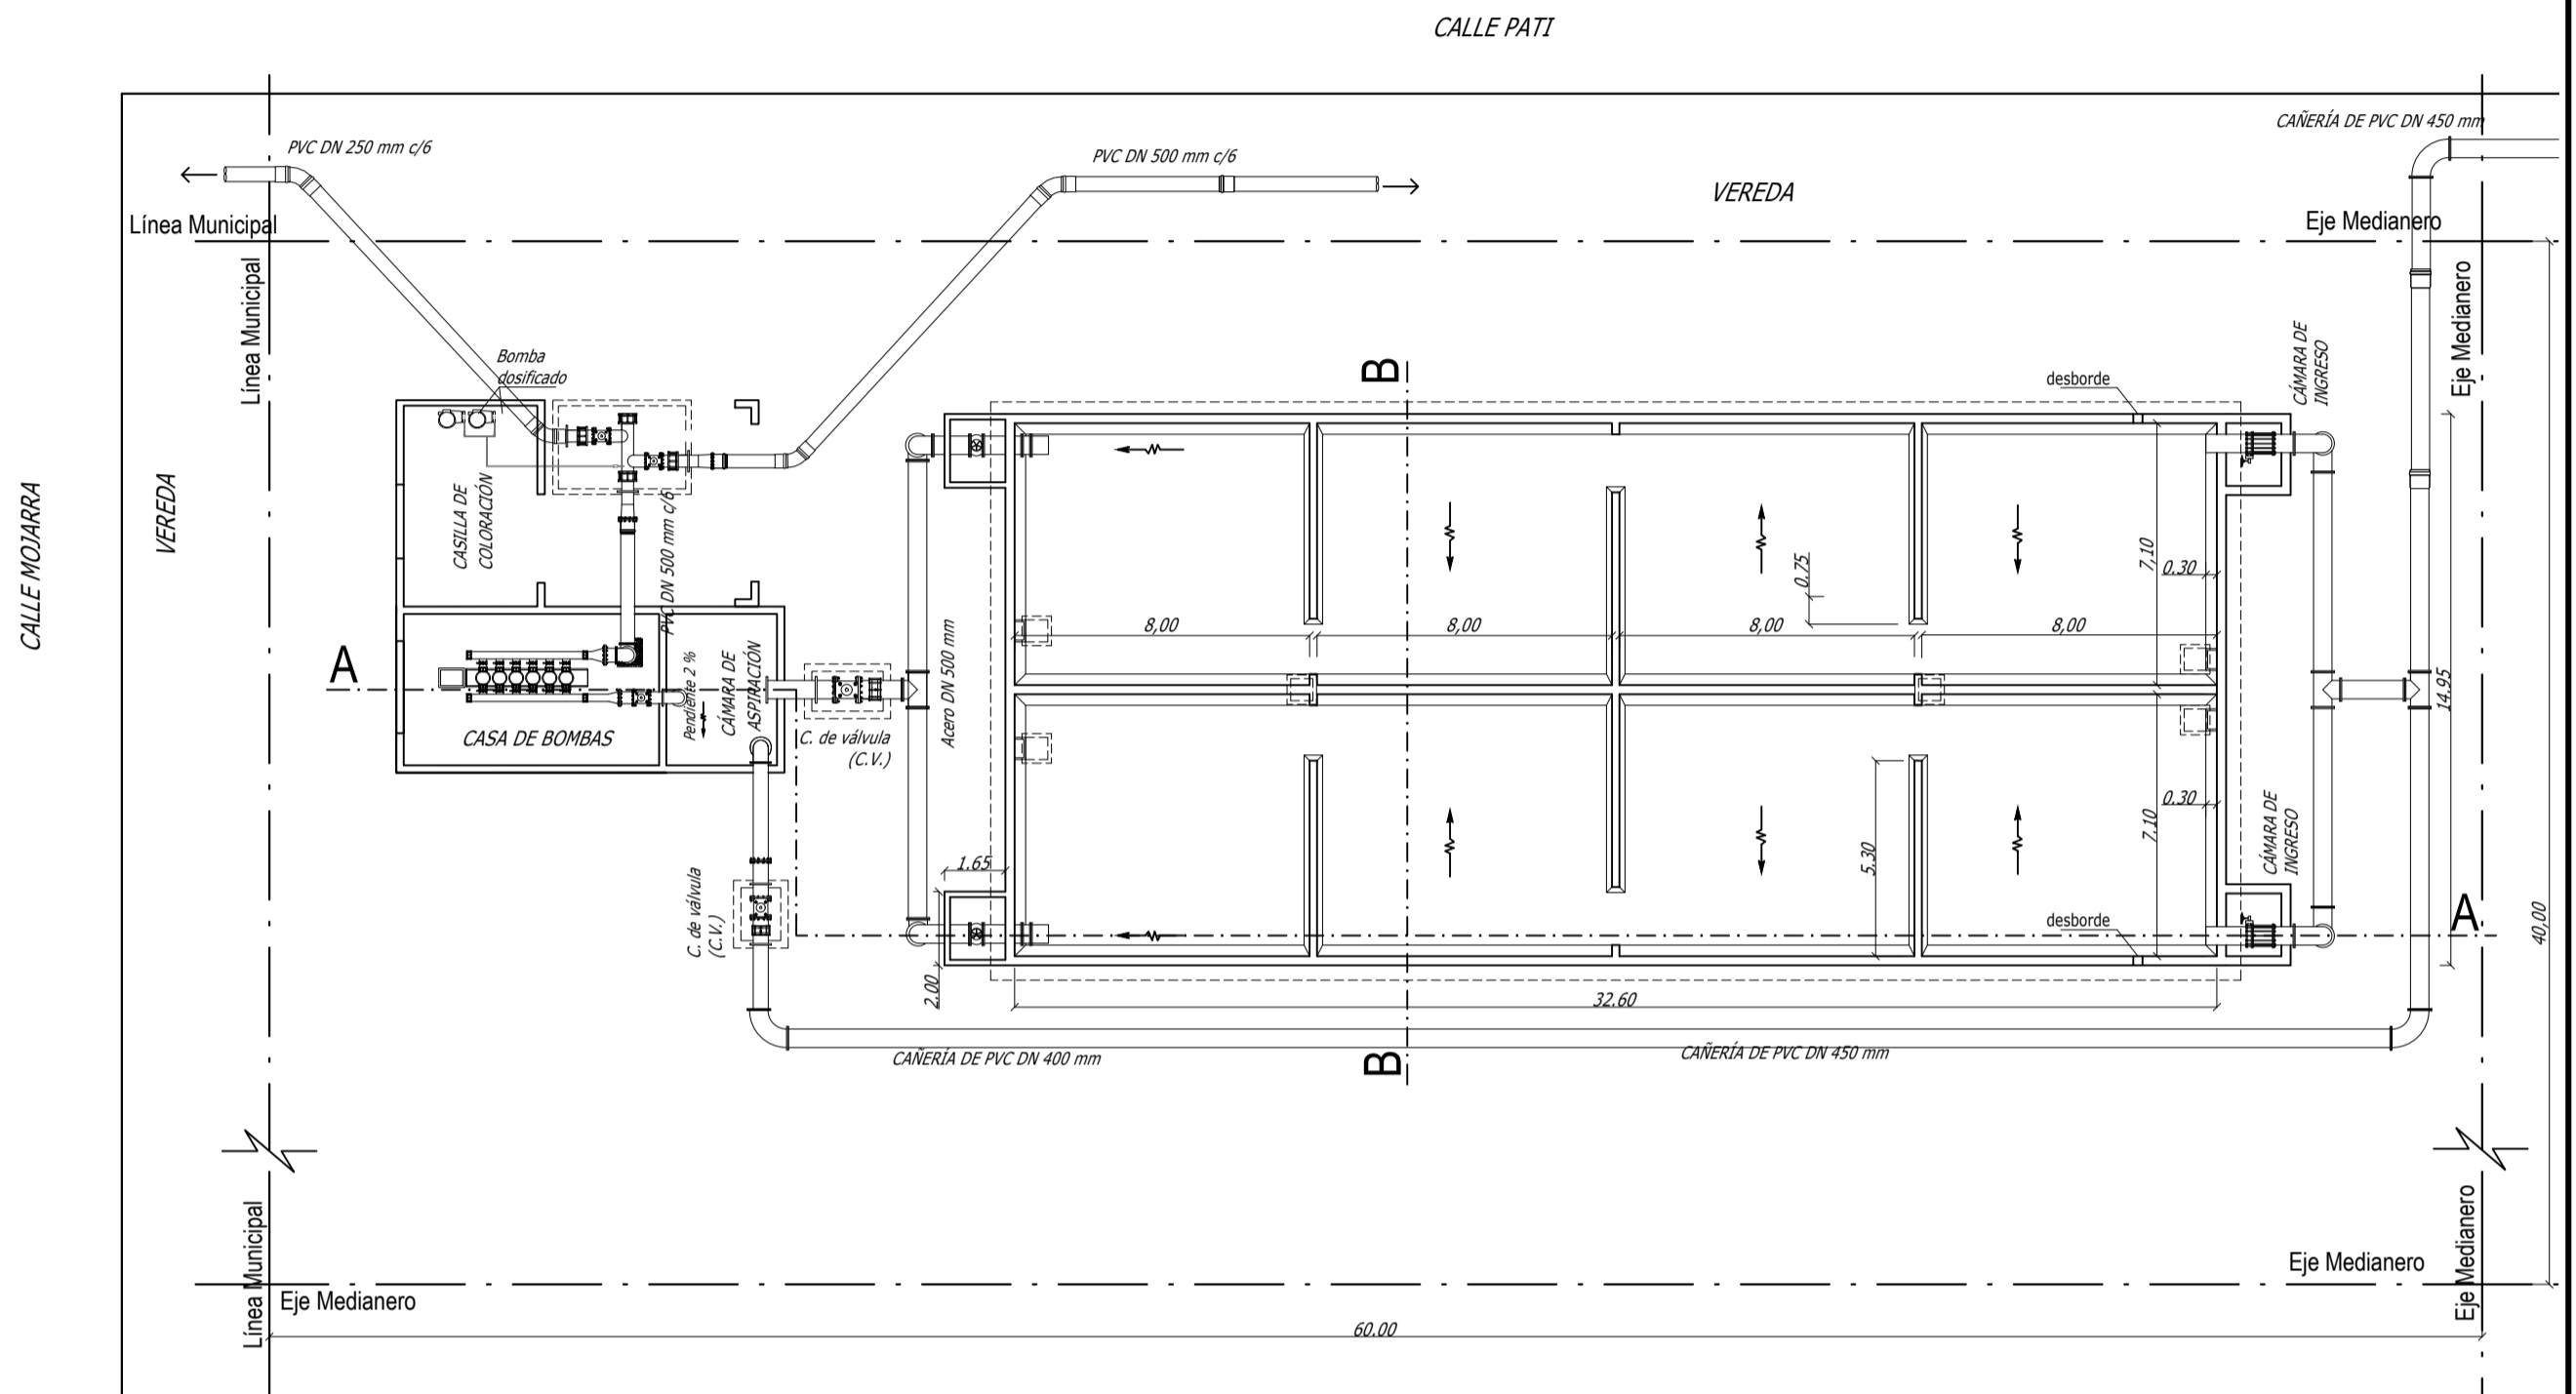 CALLE PATI
CAÑERÍA DE PVC DN 450 mm
PVC DN 250 mm c/6
PVC DN 500 mm c/6
VEREDA
Línea Municipal
Eje Medianero
Línea Municipal
Eje Medianero
CALLE MOJARRA
VEREDA
Bomba
dosificado
CASILLA DE
COLORACIÓN
PVC DN 500 mm c/6
B
desborde
CÁMARA DE
INGRESO
7,10
0.30
0.75
8,00
8,00
8,00
8,00
A
Pendiente 2 %
CÁMARA DE
ASPIRACIÓN
CASA DE BOMBAS
C. de válvula
(C.V.)
Acero DN 500 mm
14.95
0.30
7.10
5.30
CÁMARA DE
INGRESO
1.65
C. de válvula
(C.V.)
desborde
A
40,00
2.00
32.60
CAÑERÍA DE PVC DN 400 mm
B
CAÑERÍA DE PVC DN 450 mm
Línea Municipal
Eje Medianero
Eje Medianero
Eje Medianero
60.00